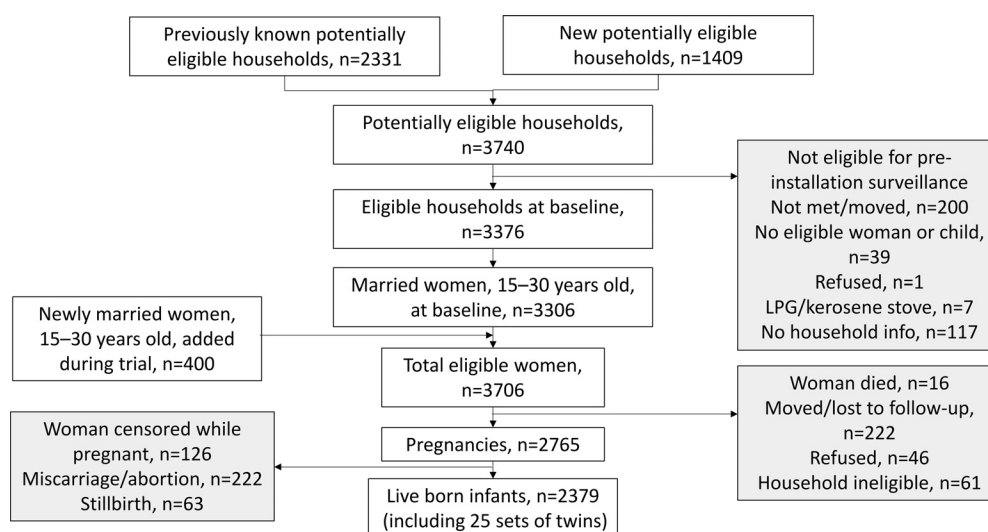 Previously known potentially
eligible households, n=2331
New potentially eligible
households, n=1409
Potentially eligible households,
n=3740
Not eligible for pre-
installation surveillance
Not met/moved, n=200
No eligible woman or child,
n=39
Refused, n=1
LPG/kerosene stove, n=7
No household info, n=117
Eligible households at baseline,
n=3376
Married women, 15–30 years old,
at baseline, n=3306
Newly married women,
15–30 years old, added
during trial, n=400
Total eligible women,
n=3706
Woman died, n=16
Moved/lost to follow-up,
n=222
Refused, n=46
Household ineligible, n=61
Pregnancies, n=2765
Woman censored while
pregnant, n=126
Miscarriage/abortion, n=222
Stillbirth, n=63
Live born infants, n=2379
(including 25 sets of twins)